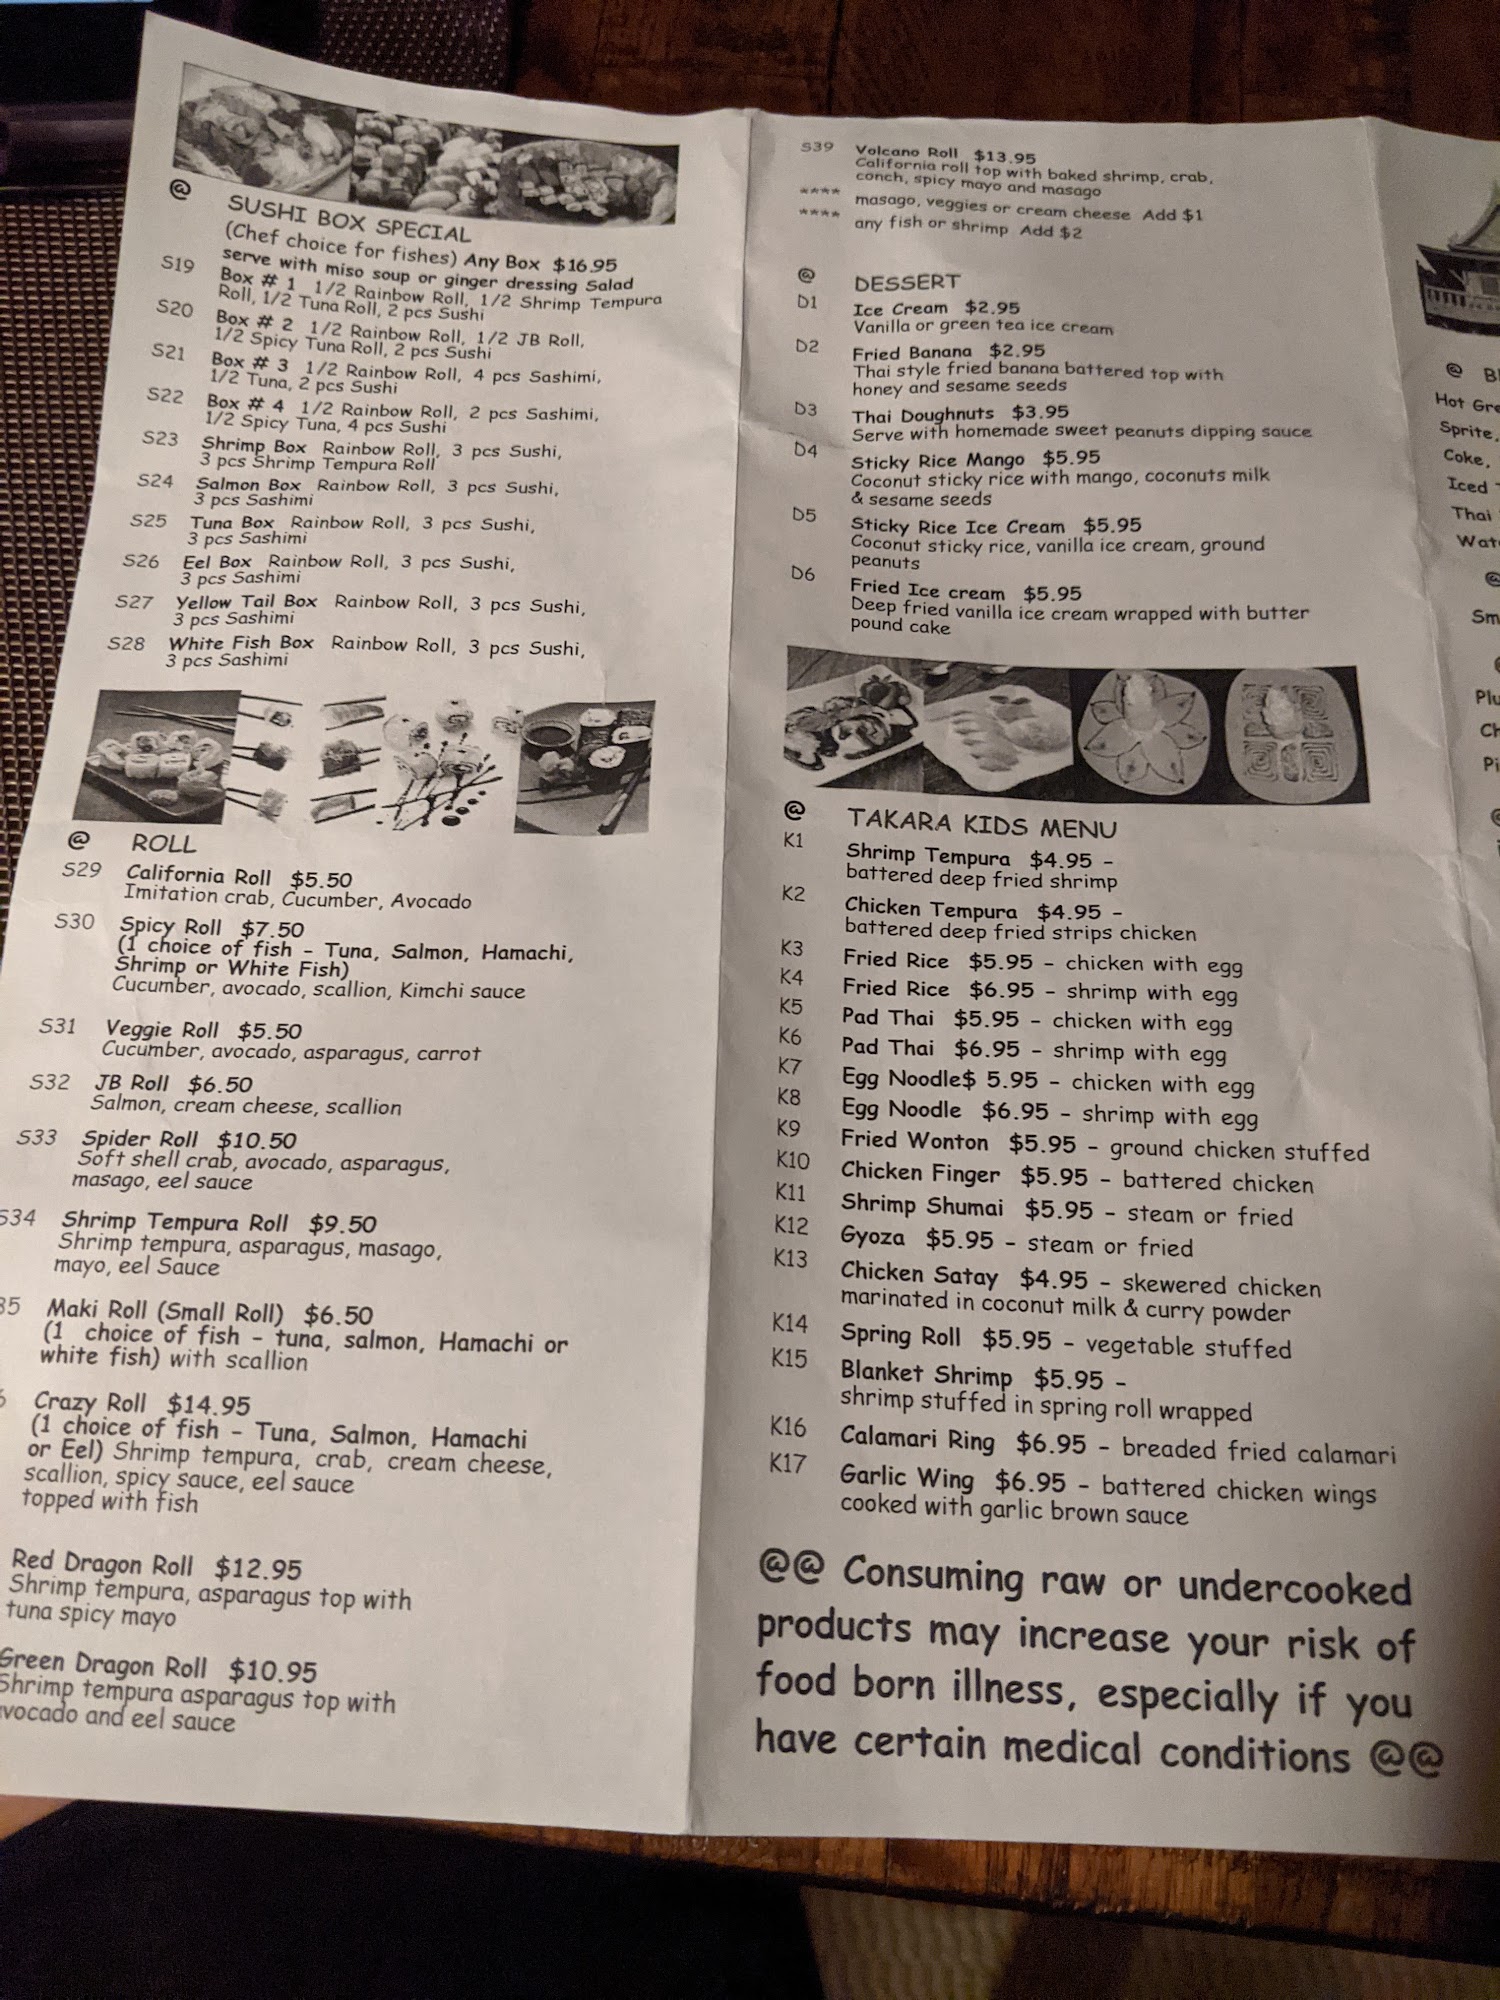 @ SUSHI BOX SPECIAL
(Chef choice for fishes) Any Box $16.95
serve with miso soup or ginger dressing Salad
S19 Box # 1 1/2 Rainbow Roll, 1/2 Shrimp Tempura
Roll, 1/2 Tuna Roll, 2 pcs Sushi
S20 Box # 2 1/2 Rainbow Roll, 1/2 JB Roll,
1/2 Spicy Tuna Roll, 2 pcs Sushi
S21 Box # 3 1/2 Rainbow Roll, 4 pcs Sashimi,
1/2 Tuna, 2 pcs Sushi
S22 Box # 4 1/2 Rainbow Roll, 2 pcs Sashimi,
1/2 Spicy Tuna, 4 pcs Sushi
S23 Shrimp Box Rainbow Roll, 3 pcs Sushi,
3 pcs Shrimp Tempura Roll
S24 Salmon Box Rainbow Roll, 3 pcs Sushi,
3 pcs Sashimi
S25 Tuna Box Rainbow Roll, 3 pcs Sushi,
3 pcs Sashimi
S26 Eel Box Rainbow Roll, 3 pcs Sushi,
3 pcs Sashimi
S27 Yellow Tail Box Rainbow Roll, 3 pcs Sushi,
3 pcs Sashimi
S28 White Fish Box Rainbow Roll, 3 pcs Sushi,
3 pcs Sashimi
@ ROLL
S29 California Roll $5.50
Imitation crab, Cucumber, Avocado
S30 Spicy Roll $7.50
(1 choice of fish - Tuna, Salmon, Hamachi,
Shrimp or White Fish)
Cucumber, avocado, scallion, Kimchi sauce
S31 Veggie Roll $5.50
Cucumber, avocado, asparagus, carrot
S32 JB Roll $6.50
Salmon, cream cheese, scallion
S33 Spider Roll $10.50
Soft shell crab, avocado, asparagus,
masago, eel sauce
S34 Shrimp Tempura Roll $9.50
Shrimp tempura, asparagus, masago,
mayo, eel Sauce
35 Maki Roll (Small Roll) $6.50
(1 choice of fish - tuna, salmon, Hamachi or
white fish) with scallion
6 Crazy Roll $14.95
(1 choice of fish - Tuna, Salmon, Hamachi
or Eel) Shrimp tempura, crab, cream cheese,
scallion, spicy sauce, eel sauce
topped with fish
Red Dragon Roll $12.95
Shrimp tempura, asparagus top with
tuna spicy mayo
Green Dragon Roll $10.95
Shrimp tempura asparagus top with
vocado and eel sauce
S39 Volcano Roll $13.95
California roll top with baked shrimp, crab,
conch, spicy mayo and masago
**** masago, veggies or cream cheese Add $1
**** any fish or shrimp Add $2
@ DESSERT
D1 Ice Cream $2.95
Vanilla or green tea ice cream
D2 Fried Banana $2.95
Thai style fried banana battered top with
honey and sesame seeds
D3 Thai Doughnuts $3.95
Serve with homemade sweet peanuts dipping sauce
D4 Sticky Rice Mango $5.95
Coconut sticky rice with mango, coconuts milk
& sesame seeds
D5 Sticky Rice Ice Cream $5.95
Coconut sticky rice, vanilla ice cream, ground
peanuts
D6 Fried Ice cream $5.95
Deep fried vanilla ice cream wrapped with butter
pound cake
@ TAKARA KIDS MENU
K1 Shrimp Tempura $4.95 -
battered deep fried shrimp
K2 Chicken Tempura $4.95 -
battered deep fried strips chicken
K3 Fried Rice $5.95 - chicken with egg
K4 Fried Rice $6.95 - shrimp with egg
K5 Pad Thai $5.95 - chicken with egg
K6 Pad Thai $6.95 - shrimp with egg
K7 Egg Noodle$ 5.95 - chicken with egg
K8 Egg Noodle $6.95 - shrimp with egg
K9 Fried Wonton $5.95 - ground chicken stuffed
K10 Chicken Finger $5.95 - battered chicken
K11 Shrimp Shumai $5.95 - steam or fried
K12 Gyoza $5.95 - steam or fried
K13 Chicken Satay $4.95 - skewered chicken
marinated in coconut milk & curry powder
K14 Spring Roll $5.95 - vegetable stuffed
K15 Blanket Shrimp $5.95 -
shrimp stuffed in spring roll wrapped
K16 Calamari Ring $6.95 - breaded fried calamari
K17 Garlic Wing $6.95 - battered chicken wings
cooked with garlic brown sauce
@@ Consuming raw or undercooked
products may increase your risk of
food born illness, especially if you
have certain medical conditions @@
@ B
Hot Gre
Sprite,
Coke,
Iced
Thai
Wat
@
Sm
Plu
Ch
Pi